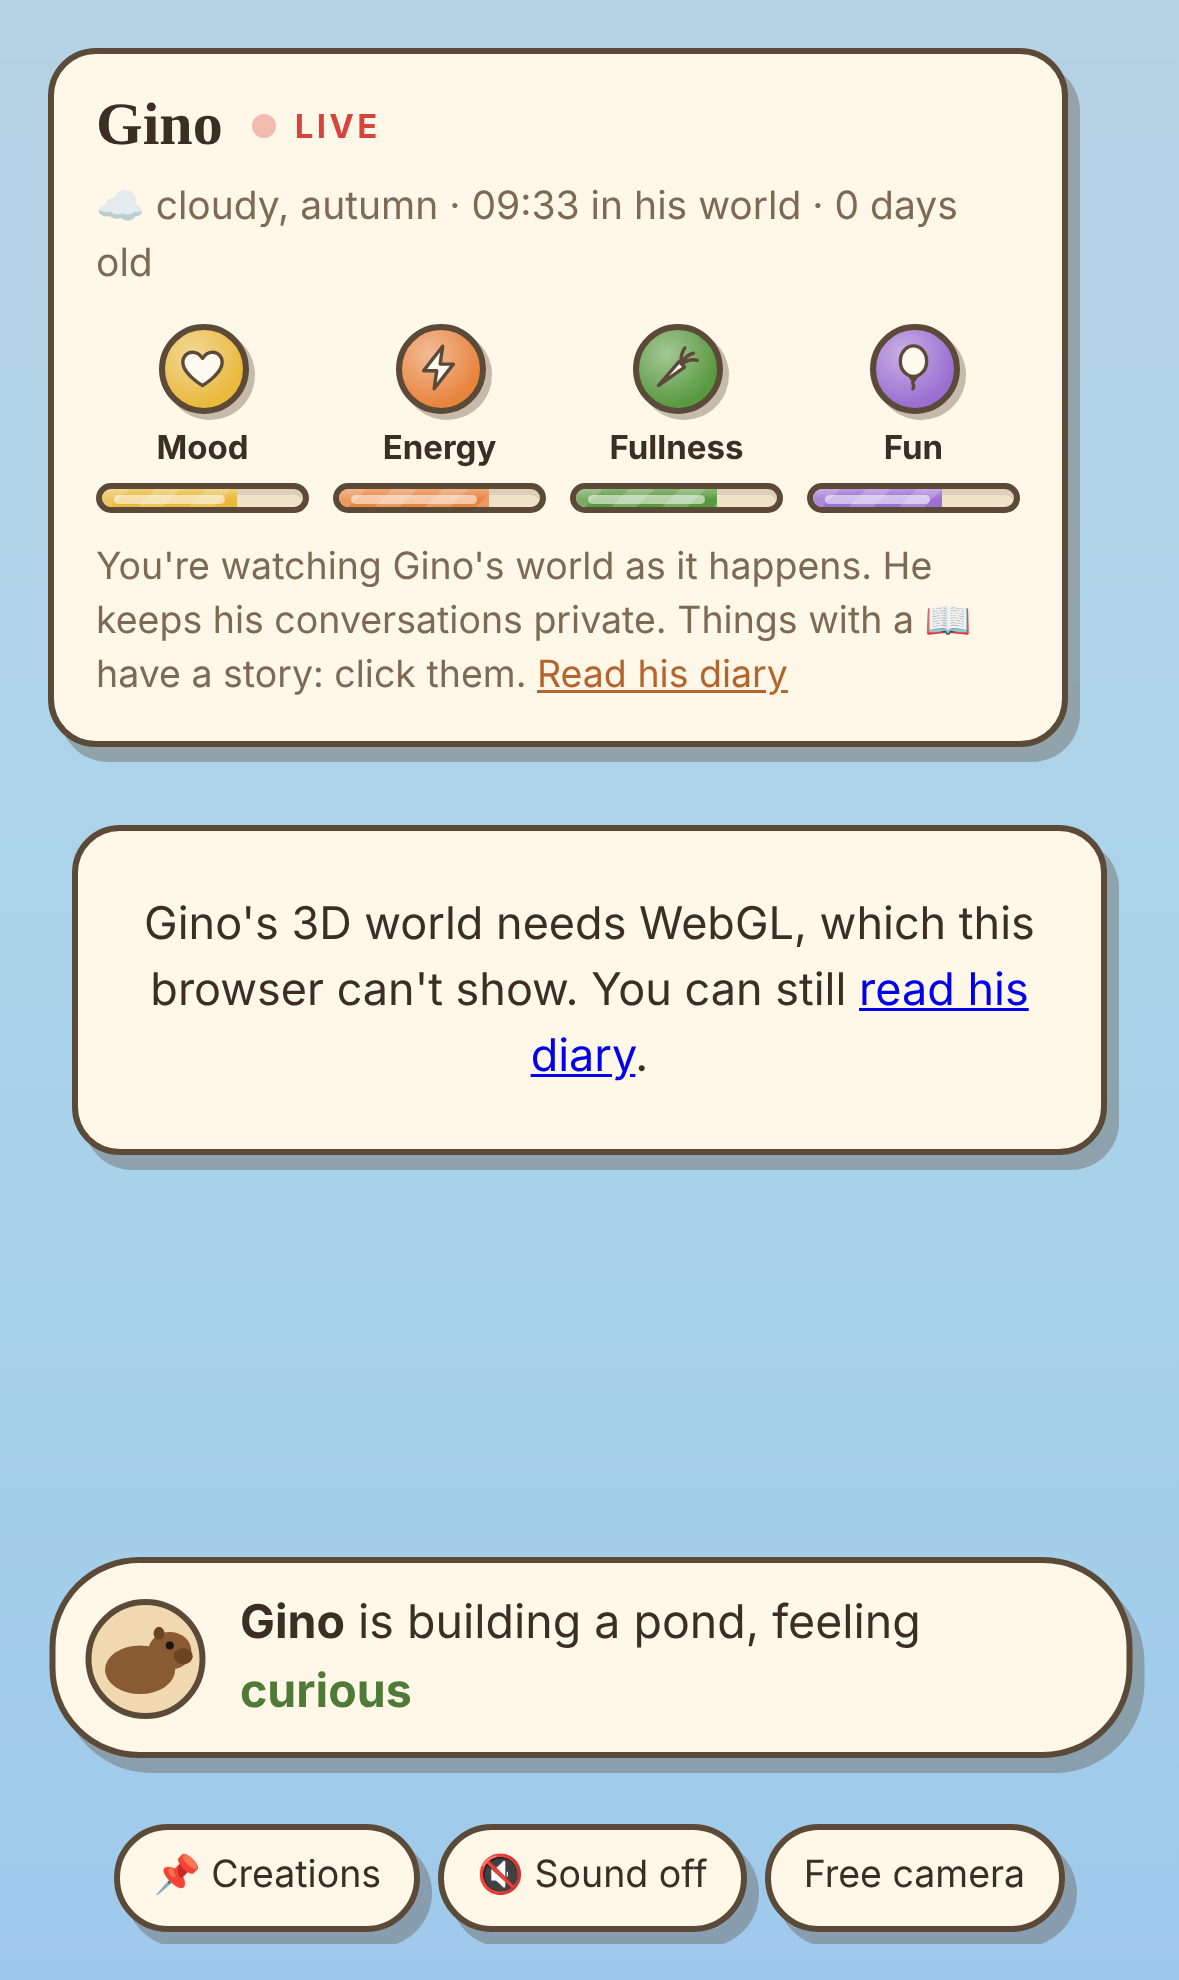 Gino LIVE
☁️ cloudy, autumn · 09:33 in his world · 0 days
old
Mood Energy Fullness Fun
You're watching Gino's world as it happens. He
keeps his conversations private. Things with a 📖
have a story: click them. Read his diary
Gino's 3D world needs WebGL, which this
browser can't show. You can still read his
diary.
Gino is building a pond, feeling
curious
📌 Creations 🔇 Sound off Free camera